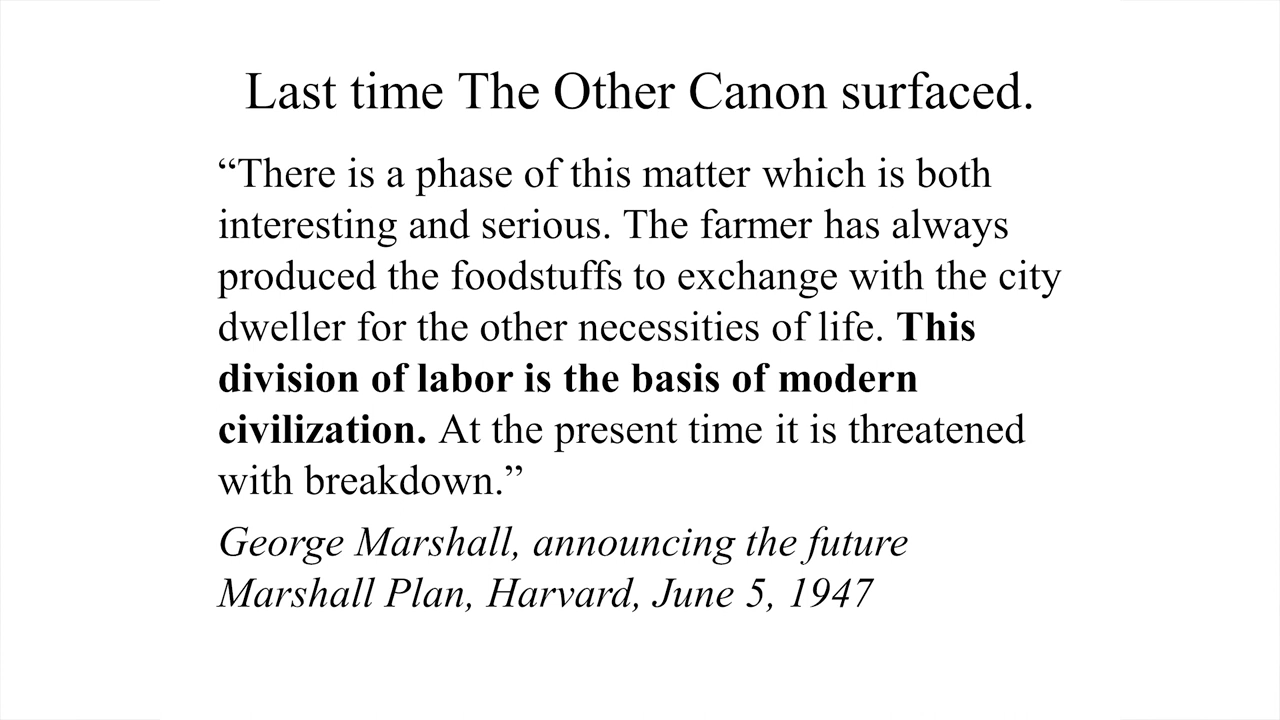 Last time The Other Canon surfaced.
“There is a phase of this matter which is both
interesting and serious. The farmer has always
produced the foodstuffs to exchange with the city
dweller for the other necessities of life. This
division of labor is the basis of modern
civilization. At the present time it is threatened
with breakdown.”
George Marshall, announcing the future
Marshall Plan, Harvard, June 5, 1947